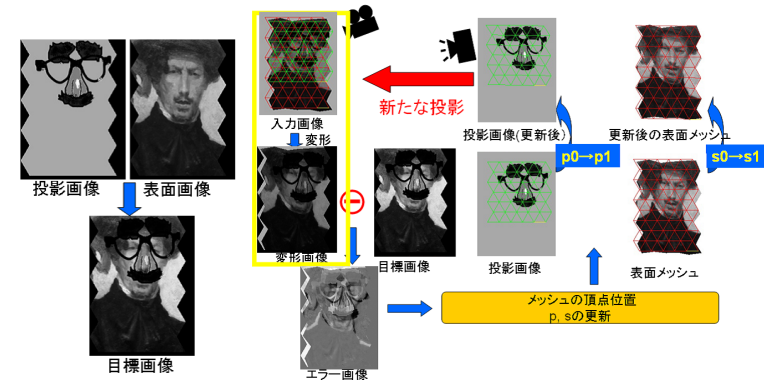 投影画像
表面画像
目標画像
入力画像
変形
変形画像
目標画像
エラー画像
新たな投影
投影画像(更新後)
更新後の表面メッシュ
p0→p1
s0→s1
投影画像
表面メッシュ
メッシュの頂点位置
p, sの更新